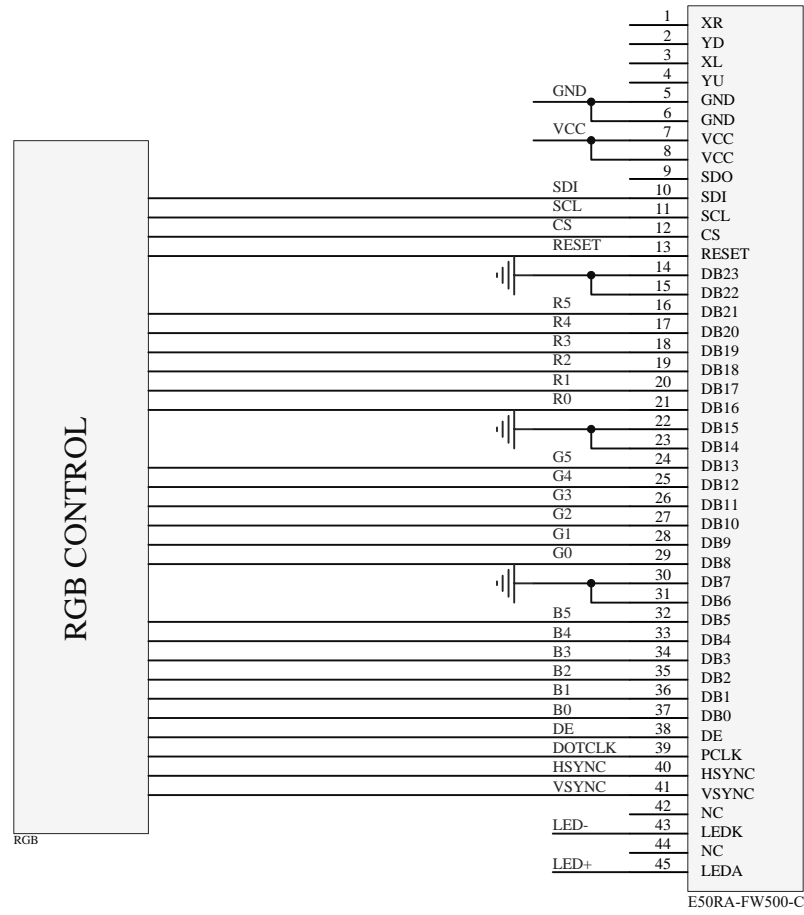 1 XR
2 YD
3 XL
4 YU
GND 5 GND
6 GND
VCC 7 VCC
8 VCC
9 SDO
SDI 10 SDI
SCL 11 SCL
CS 12 CS
RESET 13 RESET
14 DB23
15 DB22
R5 16 DB21
R4 17 DB20
R3 18 DB19
R2 19 DB18
R1 20 DB17
R0 21 DB16
22 DB15
23 DB14
G5 24 DB13
G4 25 DB12
G3 26 DB11
G2 27 DB10
G1 28 DB9
G0 29 DB8
30 DB7
31 DB6
B5 32 DB5
B4 33 DB4
B3 34 DB3
B2 35 DB2
B1 36 DB1
B0 37 DB0
DE 38 DE
DOTCLK 39 PCLK
HSYNC 40 HSYNC
VSYNC 41 VSYNC
42 NC
LED- 43 LEDK
44 NC
LED+ 45 LEDA
RGB CONTROL
RGB
E50RA-FW500-C